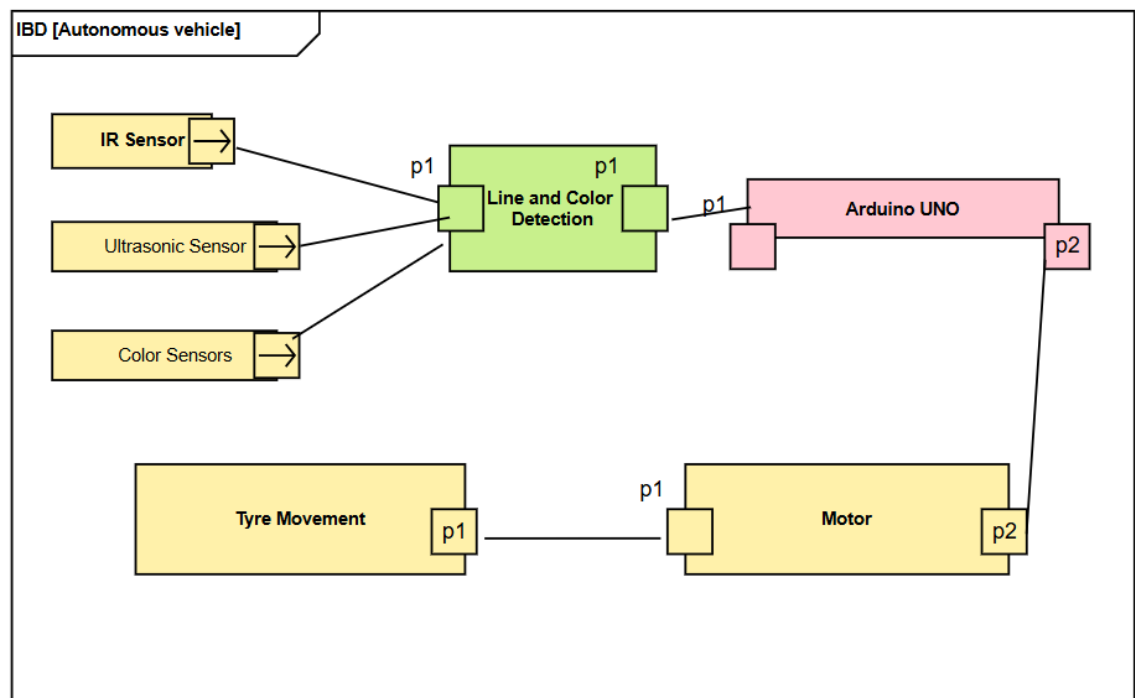 IBD [Autonomous vehicle]
IR Sensor
p1
p1
Line and Color
Detection
p1
Arduino UNO
p2
Ultrasonic Sensor
Color Sensors
Tyre Movement
p1
p1
Motor
p2